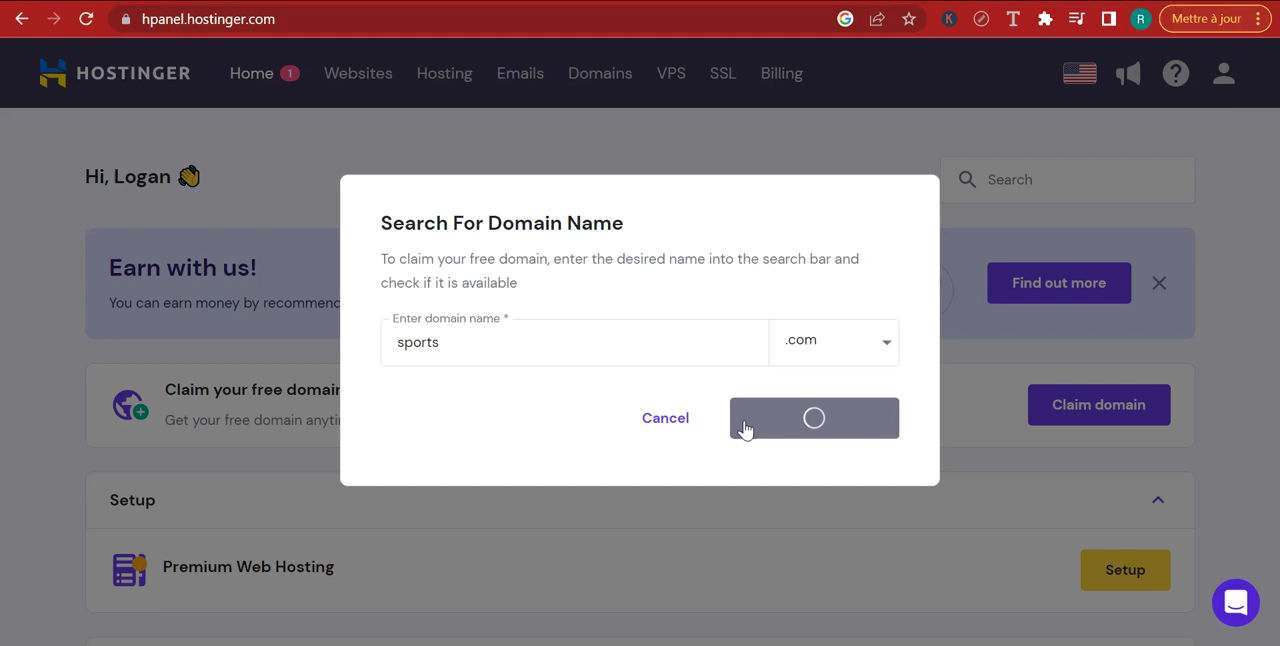 hpanel.hostinger.com
K
T
R
Mettre à jour
HOSTINGER
Home 1
Websites
Hosting
Emails
Domains
VPS
SSL
Billing
Hi, Logan
Search
Earn with us!
You can earn money by recommenc
Find out more
Search For Domain Name
To claim your free domain, enter the desired name into the search bar and
check if it is available
Enter domain name *
sports
.com
Cancel
Claim your free domain
Get your free domain anyti
Claim domain
Setup
Premium Web Hosting
Setup